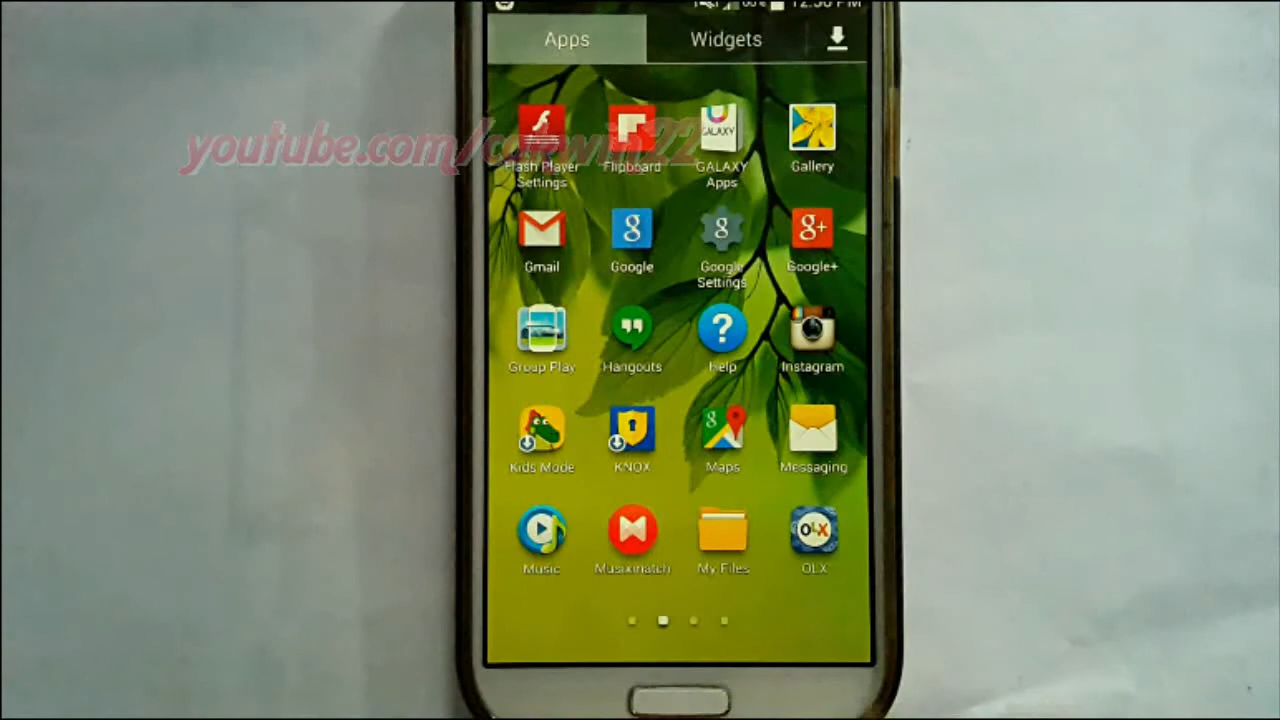 Apps Widgets
youtube.com/
Flash Player Settings
Flipboard
GALAXY
GALAXY Apps
Gallery
Gmail
g
Google
g
Google Settings
g+
Google+
Group Play
Hangouts
?
Help
Instagram
Kids Mode
KNOX
g
Maps
Messaging
Music
Musixmatch
My Files
OLX
OLX